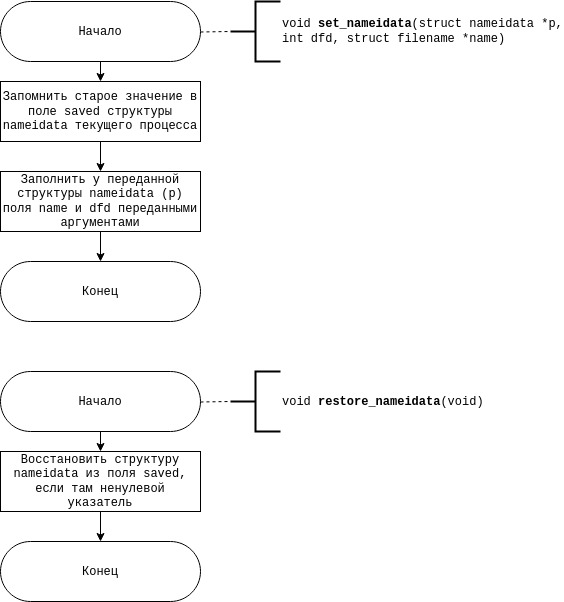 Начало
void set_nameidata(struct nameidata *p,
int dfd, struct filename *name)
Запомнить старое значение в
поле saved структуры
nameidata текущего процесса
Заполнить у переданной
структуры nameidata (p)
поля name и dfd переданными
аргументами
Конец
Начало
void restore_nameidata(void)
Восстановить структуру
nameidata из поля saved,
если там ненулевой
указатель
Конец